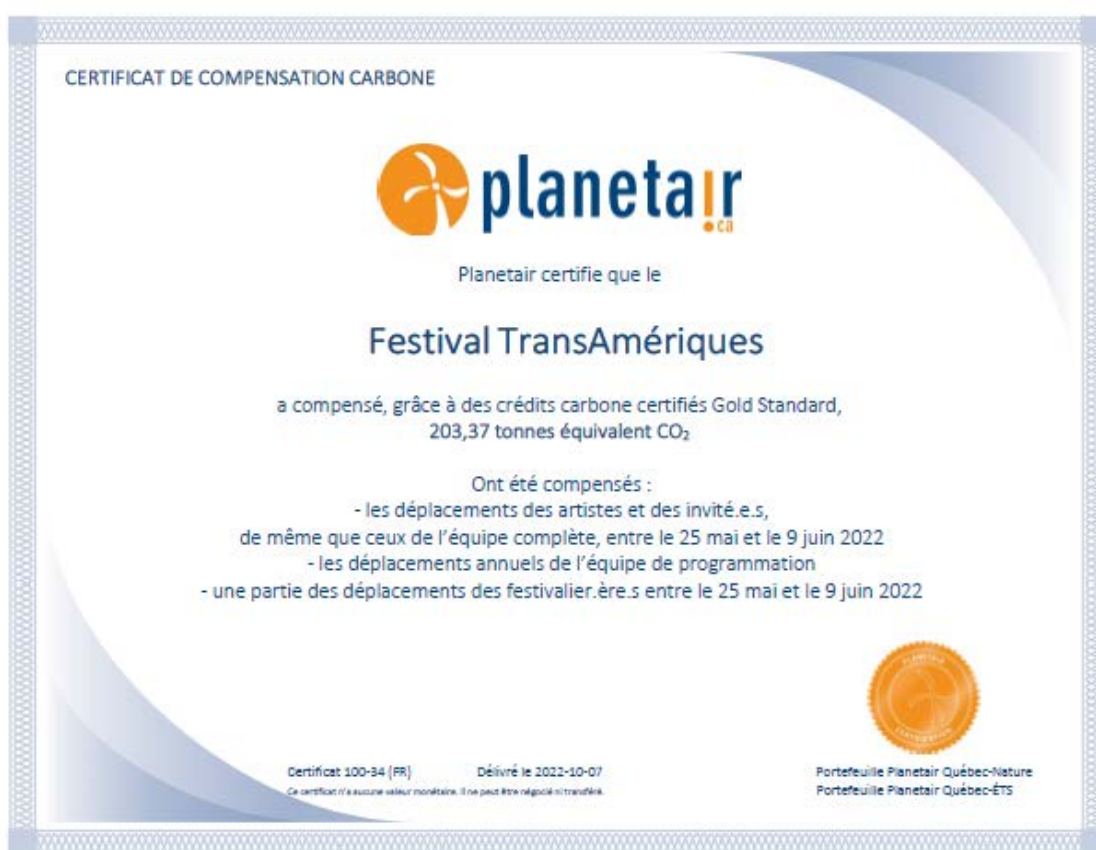 CERTIFICAT DE COMPENSATION CARBONE
planetair
.ca
Planetair certifie que le
Festival TransAmériques
a compensé, grâce à des crédits carbone certifiés Gold Standard,
203,37 tonnes équivalent CO₂
Ont été compensés :
- les déplacements des artistes et des invité.e.s,
de même que ceux de l'équipe complète, entre le 25 mai et le 9 juin 2022
- les déplacements annuels de l'équipe de programmation
- une partie des déplacements des festivalier.ère.s entre le 25 mai et le 9 juin 2022
PLANETAIR
CERTIFICATION
Certificat 100-34 (FR) Délivré le 2022-10-07
Ce certificat n'a aucune valeur monétaire. Il ne peut être négocié ni transféré.
Portefeuille Planetair Québec-Nature
Portefeuille Planetair Québec-ÉTS